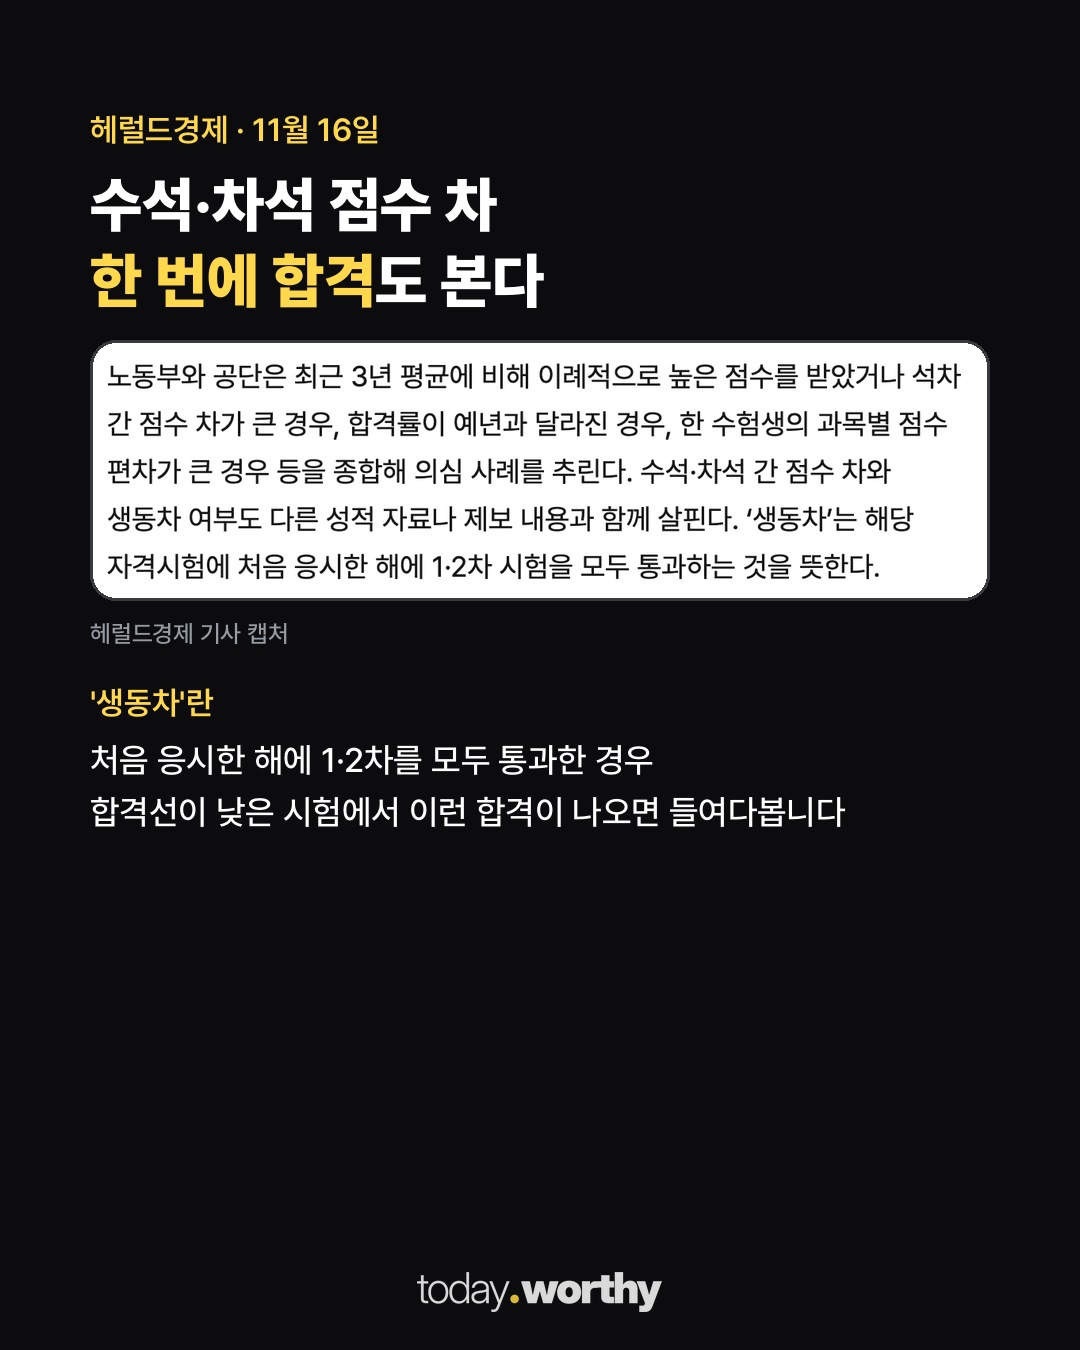 헤럴드경제 · 11월 16일
수석·차석 점수 차
한 번에 합격도 본다
노동부와 공단은 최근 3년 평균에 비해 이례적으로 높은 점수를 받았거나 석차
간 점수 차가 큰 경우, 합격률이 예년과 달라진 경우, 한 수험생의 과목별 점수
편차가 큰 경우 등을 종합해 의심 사례를 추린다. 수석·차석 간 점수 차와
생동차 여부도 다른 성적 자료나 제보 내용과 함께 살핀다. ‘생동차’는 해당
자격시험에 처음 응시한 해에 1·2차 시험을 모두 통과하는 것을 뜻한다.
헤럴드경제 기사 캡처
'생동차'란
처음 응시한 해에 1·2차를 모두 통과한 경우
합격선이 낮은 시험에서 이런 합격이 나오면 들여다봅니다
today.worthy